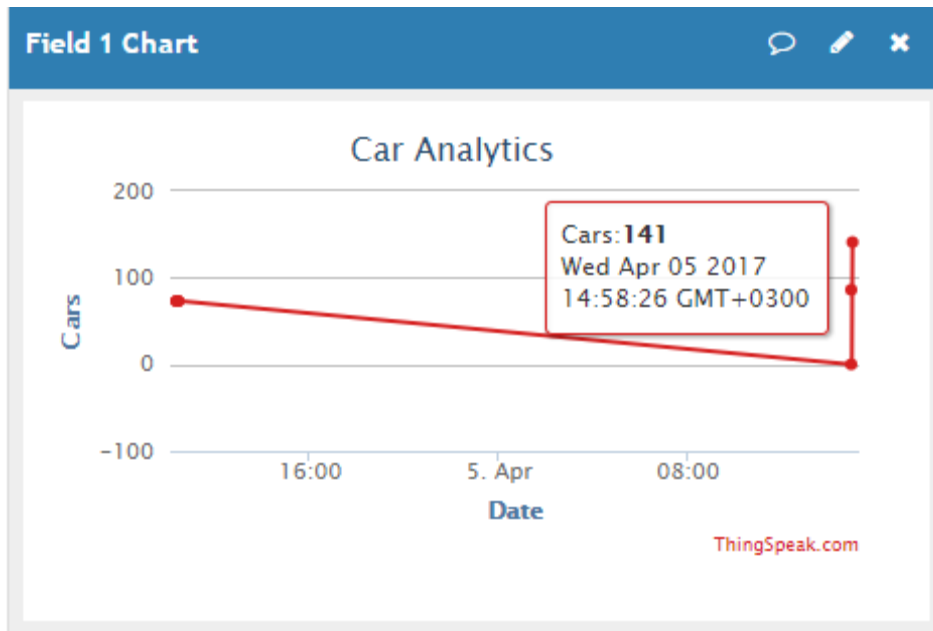 Field 1 Chart
Car Analytics
200
100
0
-100
Cars
Cars:141
Wed Apr 05 2017
14:58:26 GMT+0300
16:00
5. Apr
08:00
Date
ThingSpeak.com